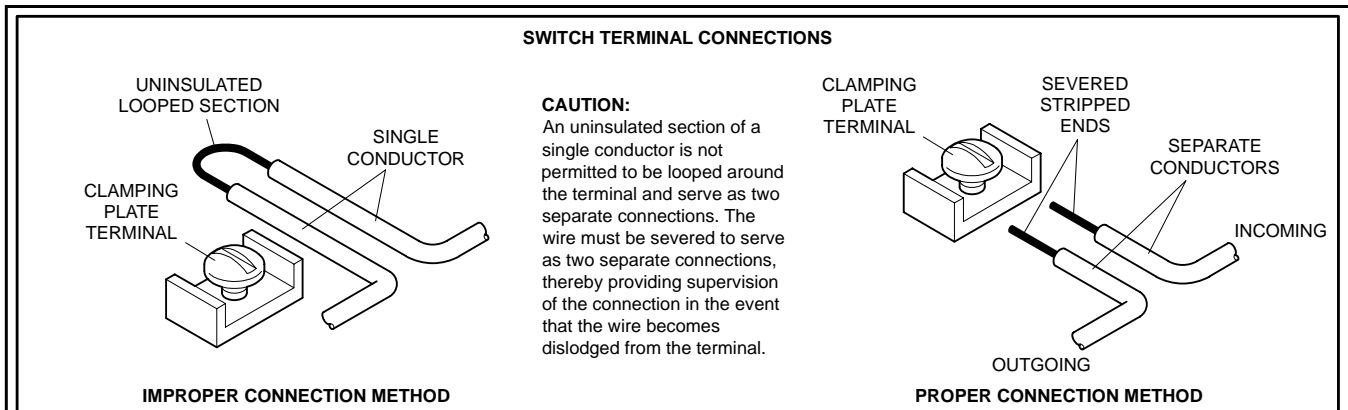 SWITCH TERMINAL CONNECTIONS
UNINSULATED
LOOPED SECTION
SINGLE
CONDUCTOR
CLAMPING
PLATE
TERMINAL
IMPROPER CONNECTION METHOD
CAUTION:
An uninsulated section of a
single conductor is not
permitted to be looped around
the terminal and serve as two
separate connections. The
wire must be severed to serve
as two separate connections,
thereby providing supervision
of the connection in the event
that the wire becomes
dislodged from the terminal.
CLAMPING
PLATE
TERMINAL
SEVERED
STRIPPED
ENDS
SEPARATE
CONDUCTORS
INCOMING
OUTGOING
PROPER CONNECTION METHOD